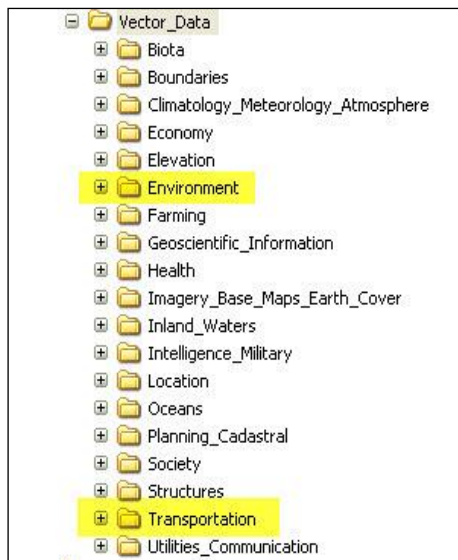 Vector_Data
Biota
Boundaries
Climatology_Meteorology_Atmosphere
Economy
Elevation
Environment
Farming
Geoscientific_Information
Health
Imagery_Base_Maps_Earth_Cover
Inland_Waters
Intelligence_Military
Location
Oceans
Planning_Cadastral
Society
Structures
Transportation
Utilities_Communication